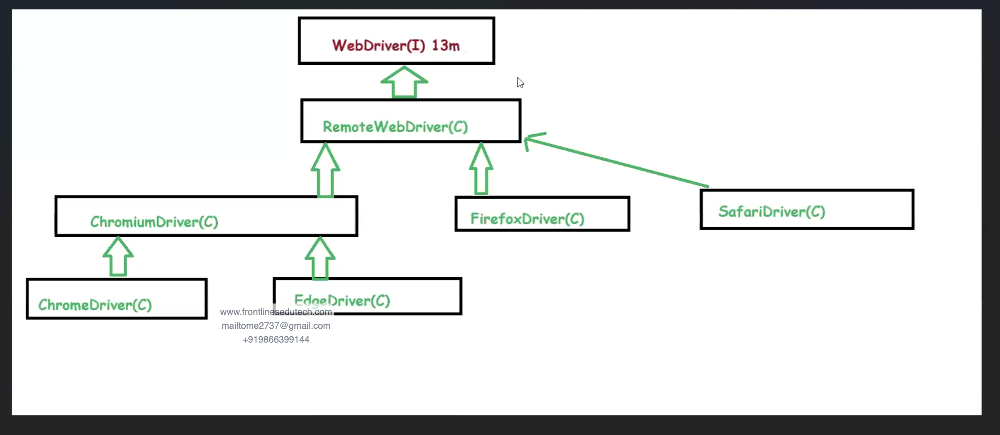 WebDriver(I) 13m
RemoteWebDriver(C)
ChromiumDriver(C)
FirefoxDriver(C)
SafariDriver(C)
ChromeDriver(C)
EdgeDriver(C)
www.frontlinesedutech.com
mailtome2737@gmail.com
+919866399144